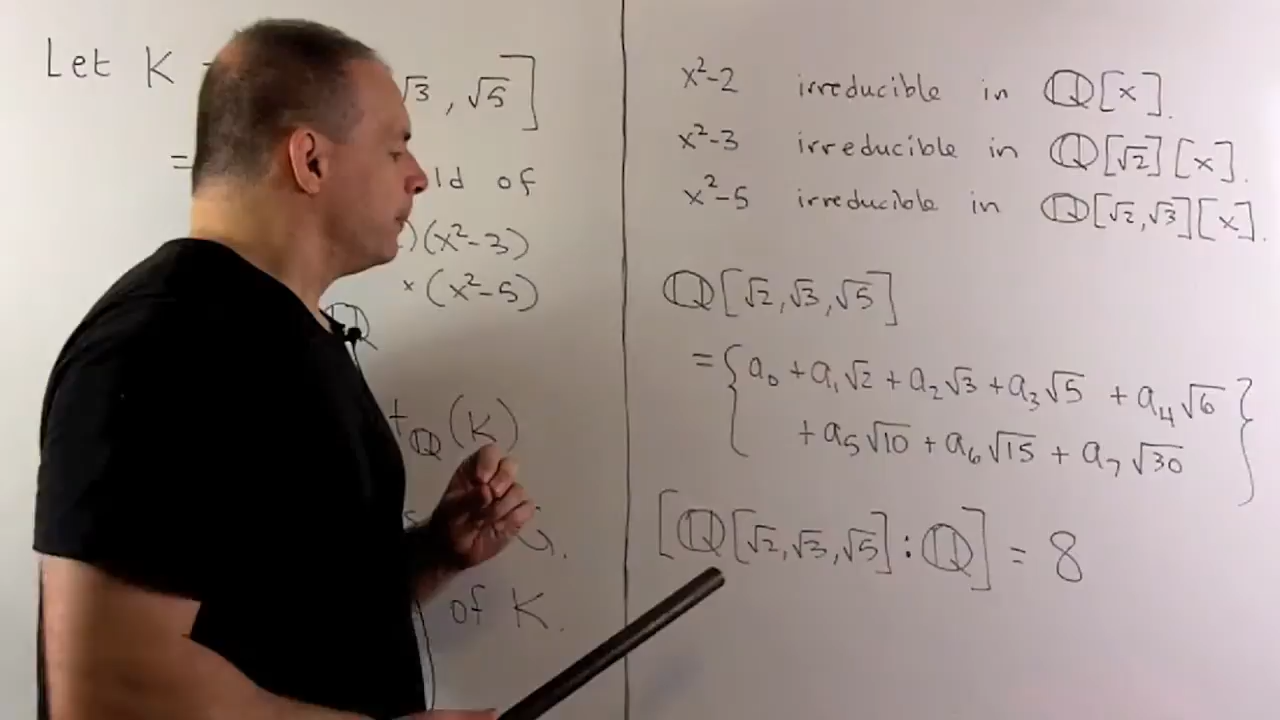 Let K
√3 , √5 ]
=
ld of
)(x²-3)
×(x²-5)
ℚ
t_ℚ(K)
G.
of K.
x²-2 irreducible in ℚ[x].
x²-3 irreducible in ℚ[√2][x].
x²-5 irreducible in ℚ[√2,√3][x].
ℚ[√2,√3,√5]
={a₀+a₁√2+a₂√3+a₃√5 +a₄√6
+a₅√10+a₆√15+a₇√30}
[ℚ[√2,√3,√5]:ℚ]=8